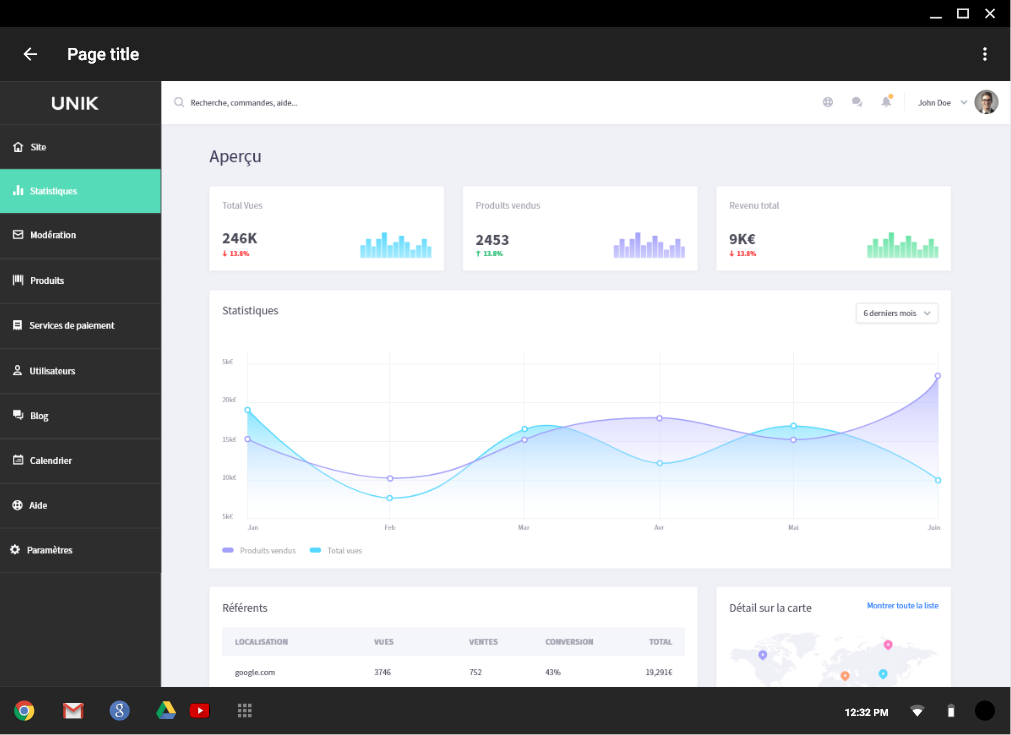 Page title
UNIK
Recherche, commandes, aide...
John Doe
Site
Statistiques
Modération
Produits
Services de paiement
Utilisateurs
Blog
Calendrier
Aide
Paramètres
Aperçu
Total Vues
246K
13.8%
Produits vendus
2453
13.8%
Revenu total
9K€
13.8%
Statistiques
6 derniers mois
5k€
20k€
15k€
10k€
5k€
Jan Feb Mar Avr Mai Juin
Produits vendus Total vues
Référents
LOCALISATION VUES VENTES CONVERSION TOTAL
google.com 3746 752 43% 19,291€
Détail sur la carte
Montrer toute la liste
8
12:32 PM